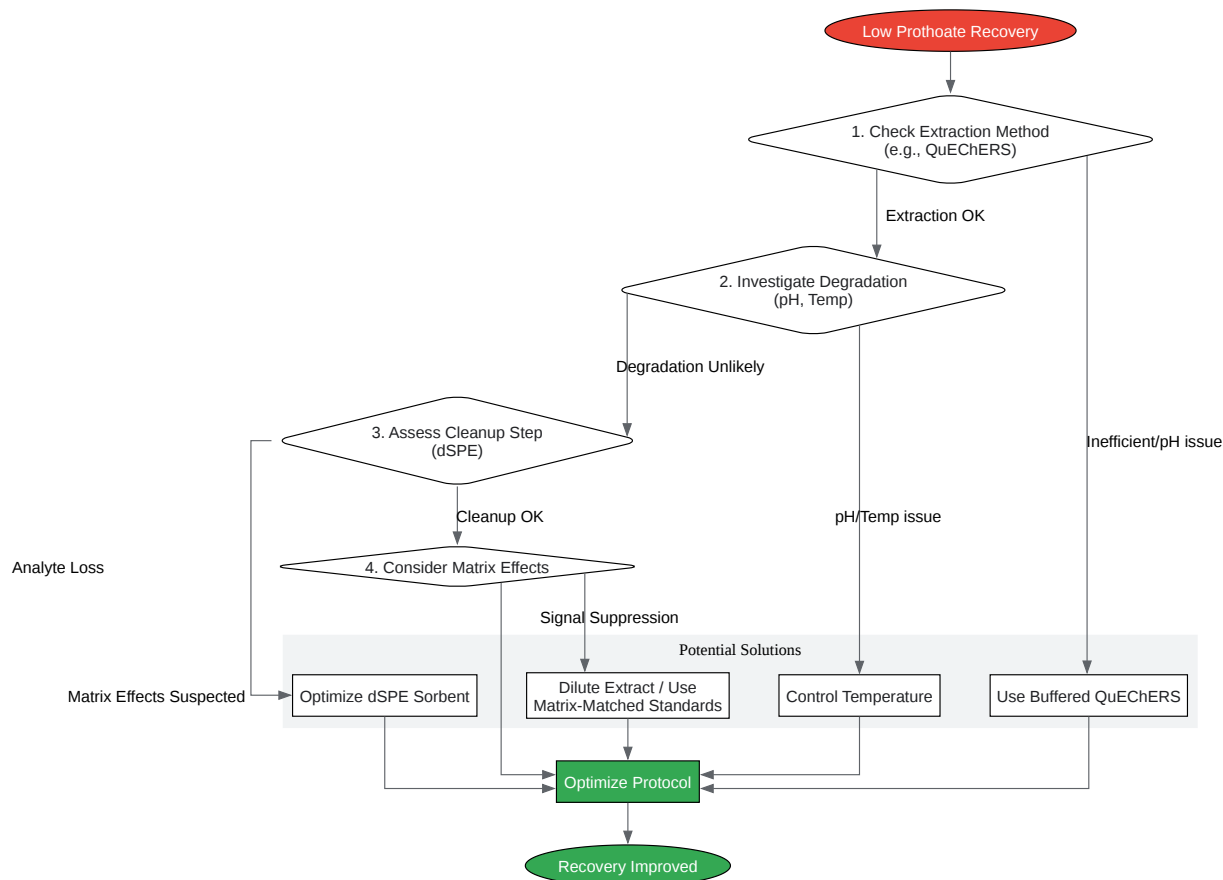 Low Prothoate Recovery
1. Check Extraction Method
(e.g., QuEChERS)
Extraction OK
2. Investigate Degradation
(pH, Temp)
Degradation Unlikely
3. Assess Cleanup Step
(dSPE)
Inefficient/pH issue
Cleanup OK
pH/Temp issue
Analyte Loss
4. Consider Matrix Effects
Signal Suppression
Potential Solutions
Matrix Effects Suspected
Optimize dSPE Sorbent
Dilute Extract / Use
Matrix-Matched Standards
Control Temperature
Use Buffered QuEChERS
Optimize Protocol
Recovery Improved